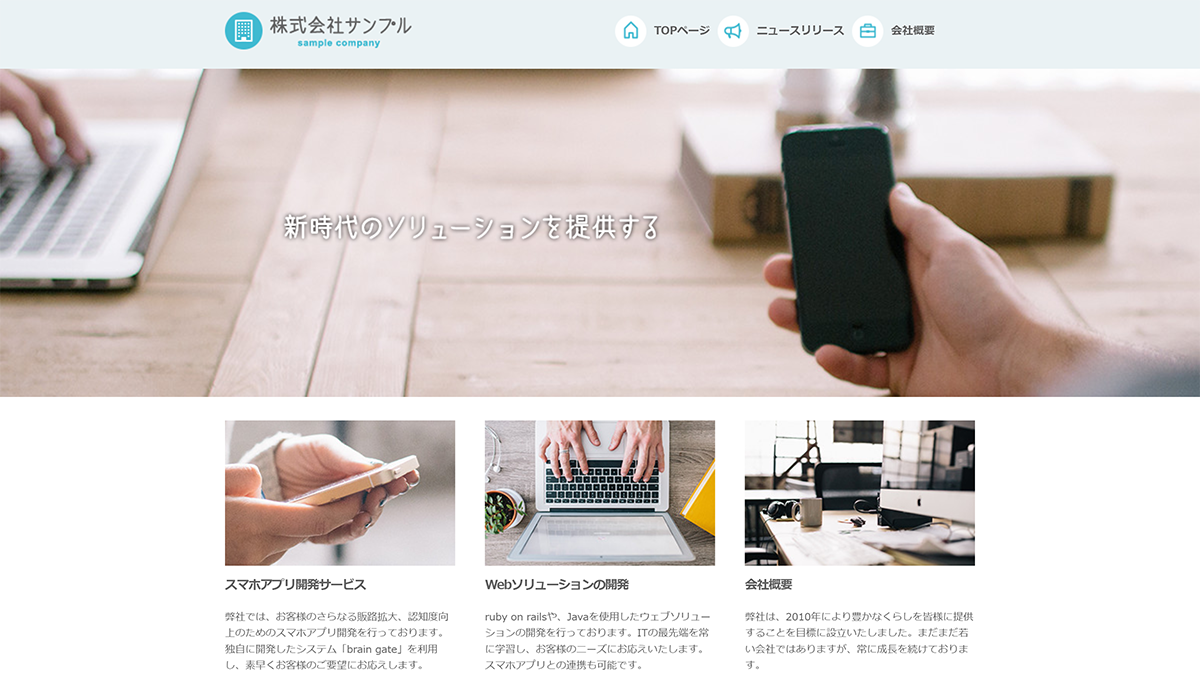 株式会社サンプル
sample company
TOPページ
ニュースリリース
会社概要
新時代のソリューションを提供する
スマホアプリ開発サービス
弊社では、お客様のさらなる販路拡大、認知度向
上のためのスマホアプリ開発を行っております。
独自に開発したシステム「brain gate」を利用
し、素早くお客様のご要望にお応えします。
Webソリューションの開発
ruby on railsや、Javaを使用したウェブソリュー
ションの開発を行っております。ITの最先端を常
に学習し、お客様のニーズにお応えいたします。
スマホアプリとの連携も可能です。
会社概要
弊社は、2010年により豊かなくらしを皆様に提供
することを目標に設立いたしました。まだまだ若
い会社ではありますが、常に成長を続けておりま
す。